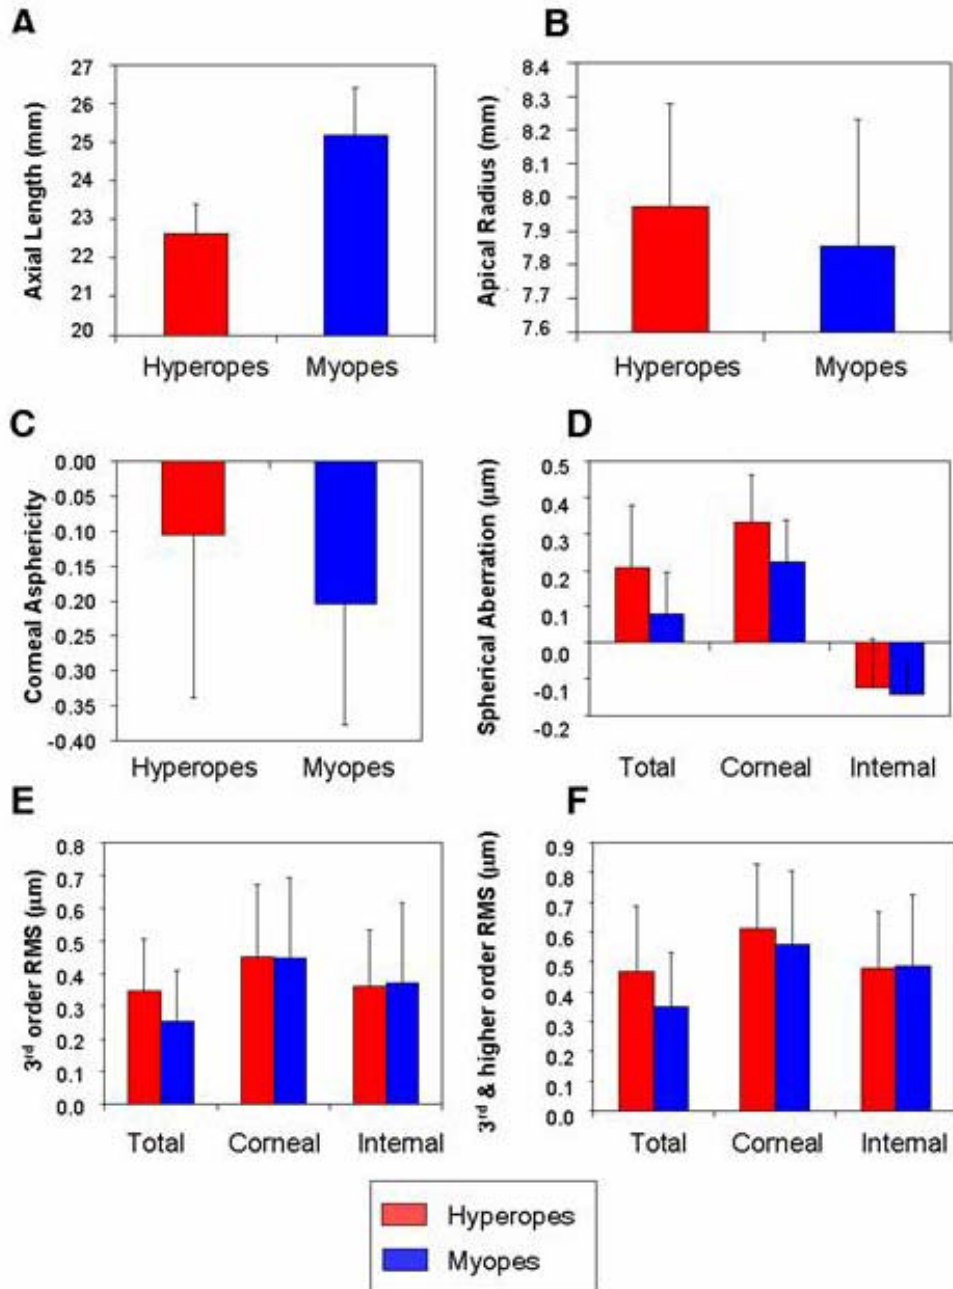 A
Axial Length (mm)
27
26
25
24
23
22
21
20
Hyperopes Myopes
B
Apical Radius (mm)
8.4
8.3
8.2
8.1
8.0
7.9
7.8
7.7
7.6
Hyperopes Myopes
C
Corneal Asphericity
0.00
-0.05
-0.10
-0.15
-0.20
-0.25
-0.30
-0.35
-0.40
Hyperopes Myopes
D
Spherical Aberration (µm)
0.5
0.4
0.3
0.2
0.1
0.0
-0.1
-0.2
Total Corneal Internal
E
3rd order RMS (µm)
0.8
0.7
0.6
0.5
0.4
0.3
0.2
0.1
0.0
Total Corneal Internal
F
3rd & higher order RMS (µm)
0.9
0.8
0.7
0.6
0.5
0.4
0.3
0.2
0.1
0.0
Total Corneal Internal
Hyperopes
Myopes